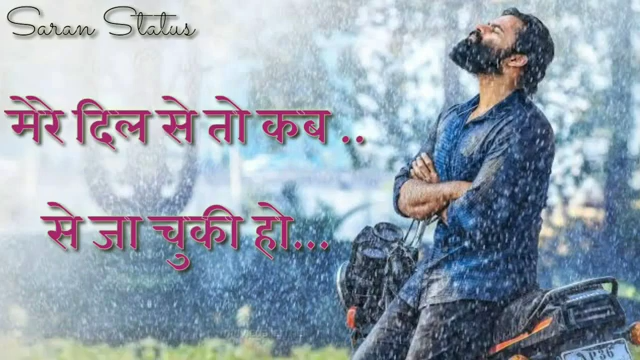 Saran Status
मेरे दिल से तो कब ..
से जा चुकी हो...